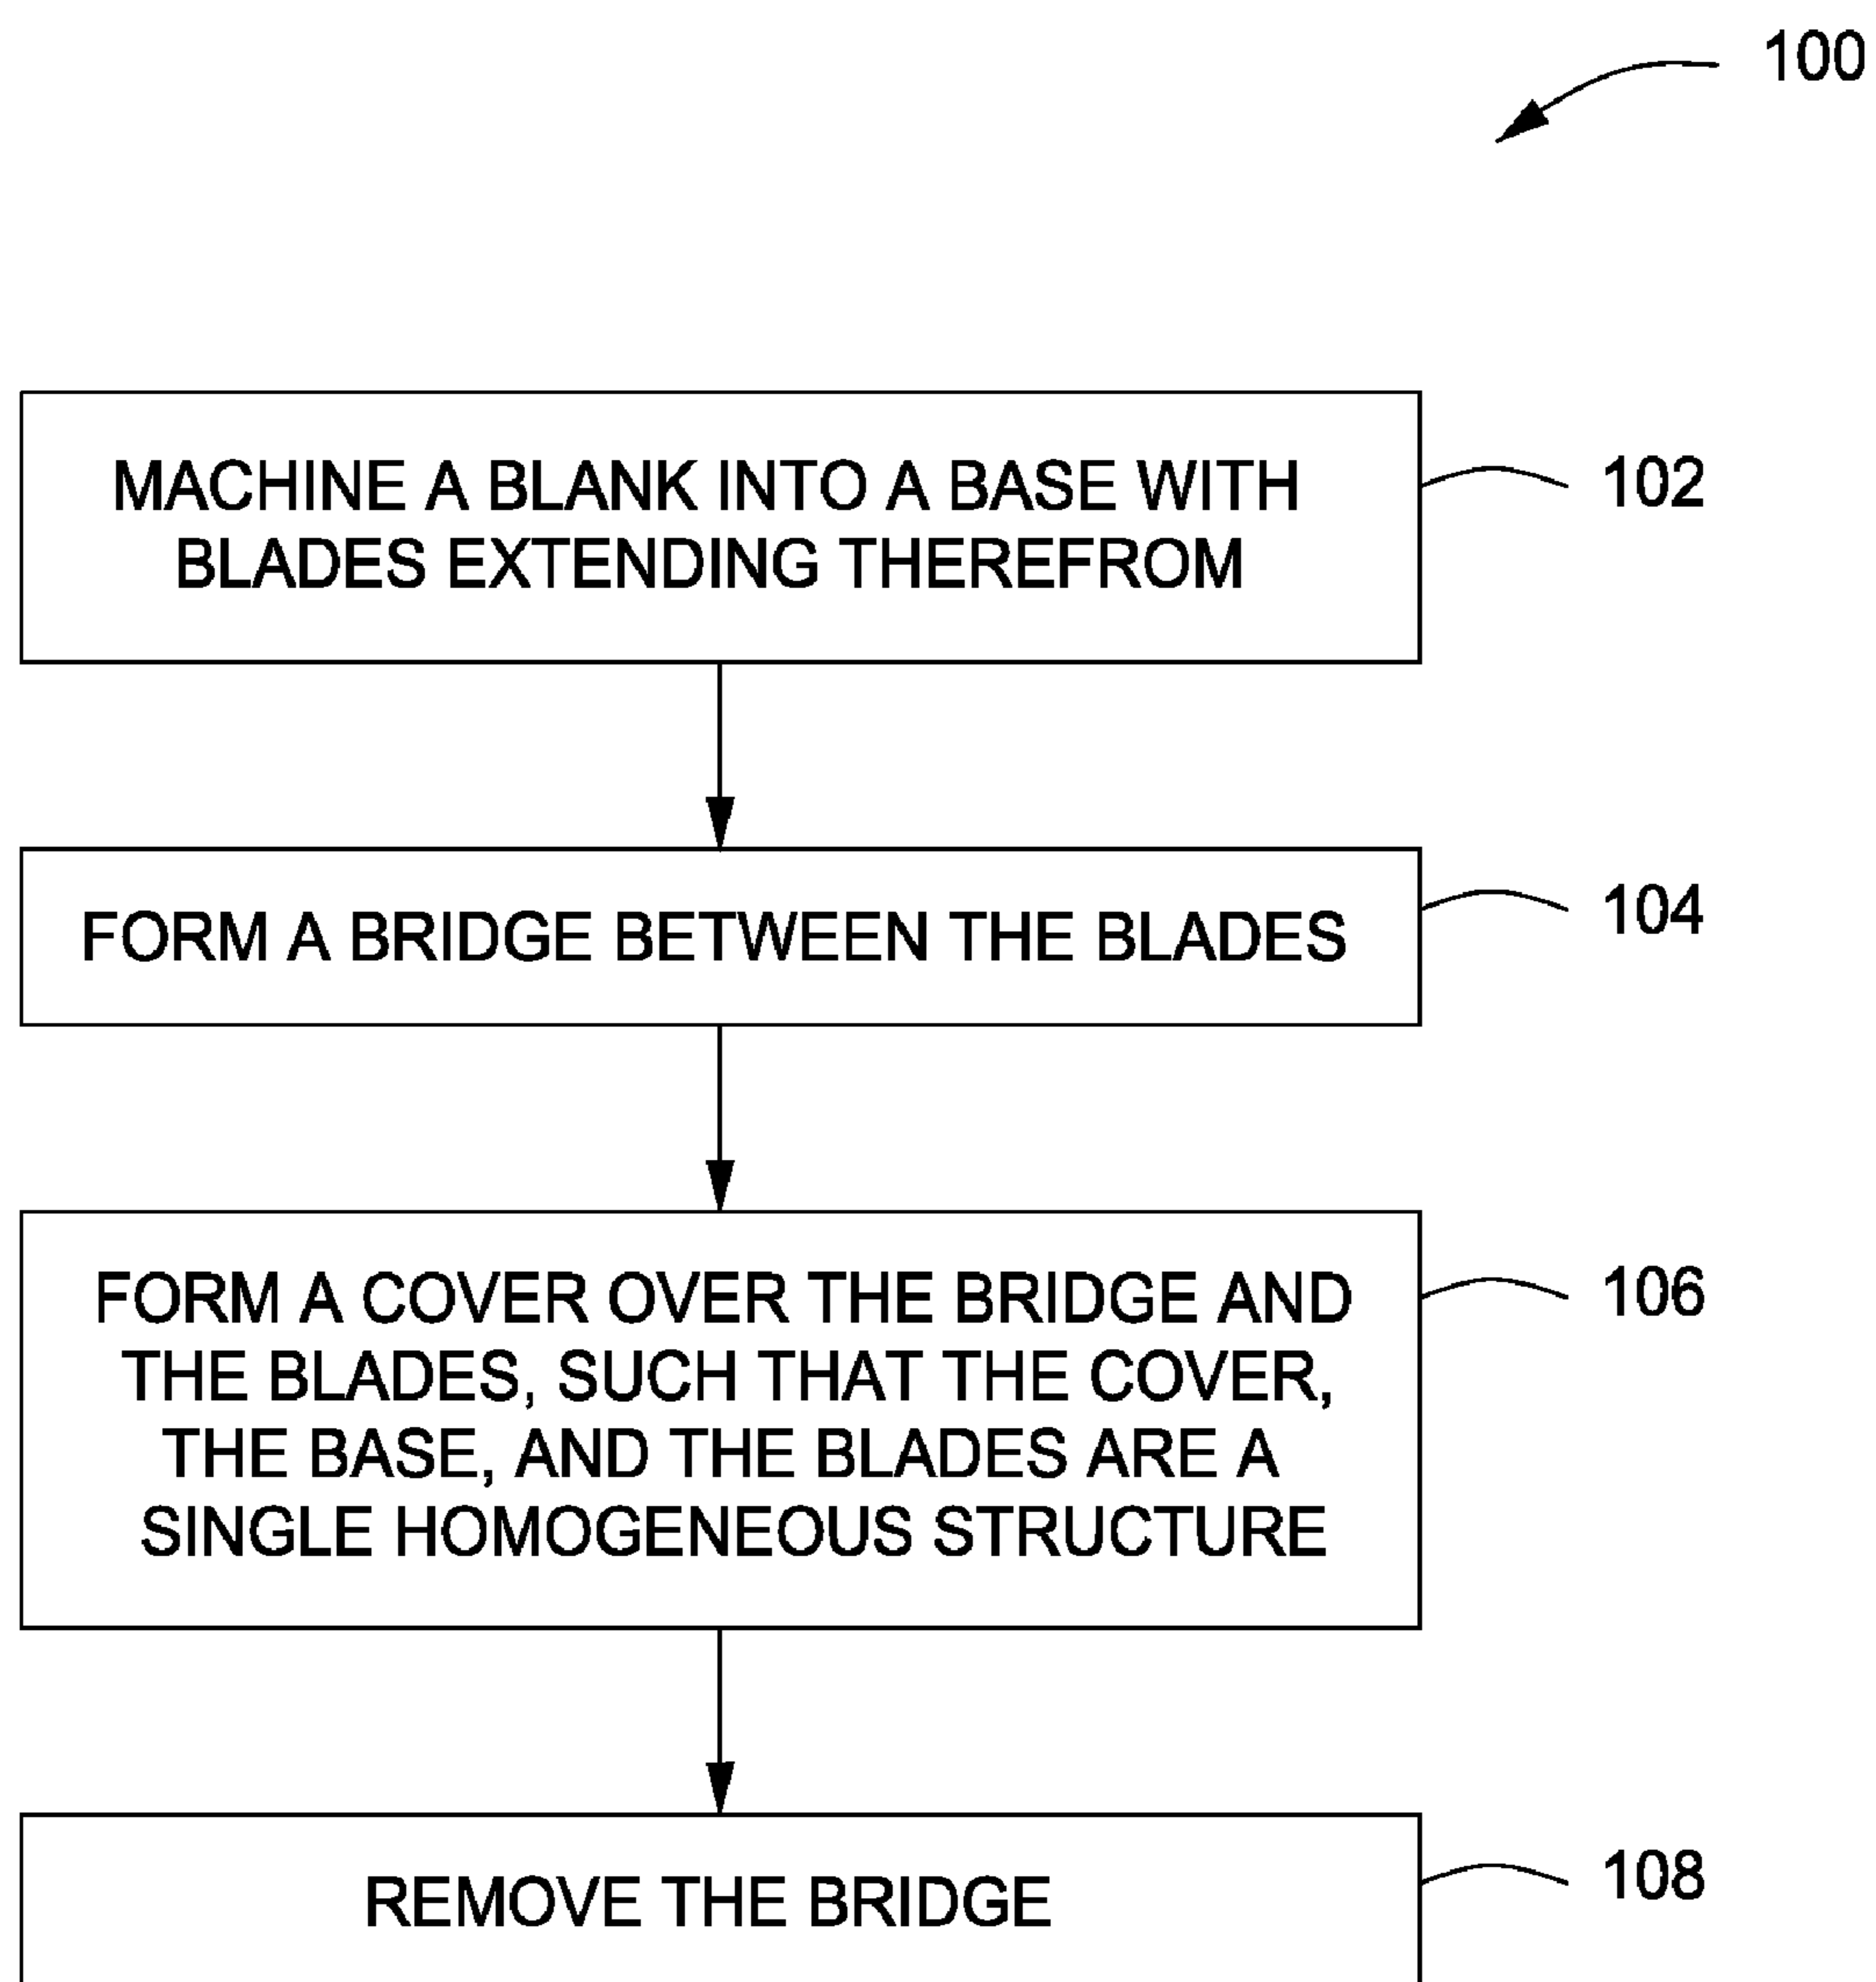 100
MACHINE A BLANK INTO A BASE WITH
BLADES EXTENDING THEREFROM
102
FORM A BRIDGE BETWEEN THE BLADES
104
FORM A COVER OVER THE BRIDGE AND
THE BLADES, SUCH THAT THE COVER,
THE BASE, AND THE BLADES ARE A
SINGLE HOMOGENEOUS STRUCTURE
106
REMOVE THE BRIDGE
108